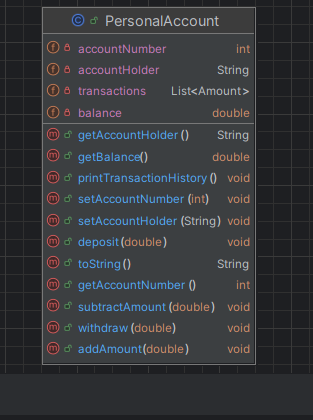 PersonalAccount
accountNumber int
accountHolder String
transactions List<Amount>
balance double
getAccountHolder () String
getBalance() double
printTransactionHistory () void
setAccountNumber (int) void
setAccountHolder (String) void
deposit(double) void
toString() String
getAccountNumber () int
subtractAmount (double) void
withdraw (double) void
addAmount(double) void